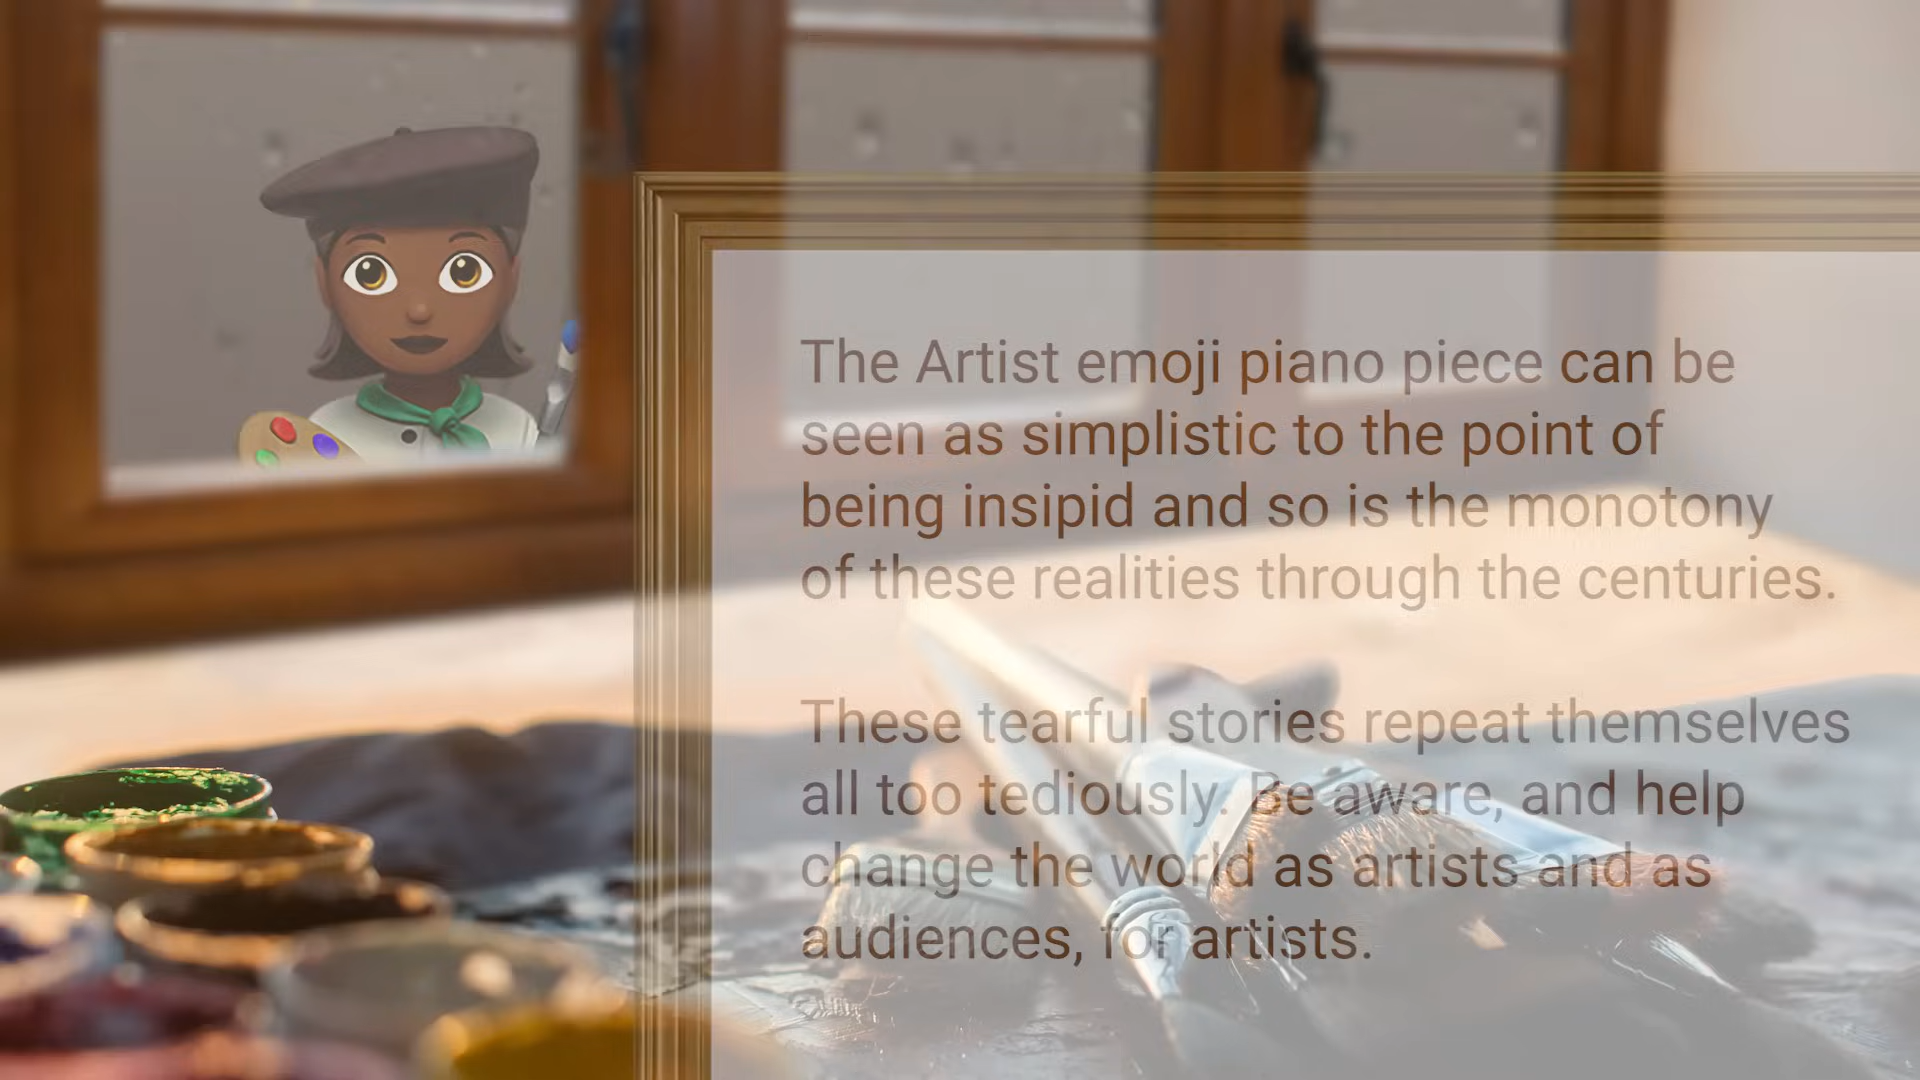 The Artist emoji piano piece can be
seen as simplistic to the point of
being insipid and so is the monotony
of these realities through the centuries.
These tearful stories repeat themselves
all too tediously. Be aware, and help
change the world as artists and as
audiences, for artists.